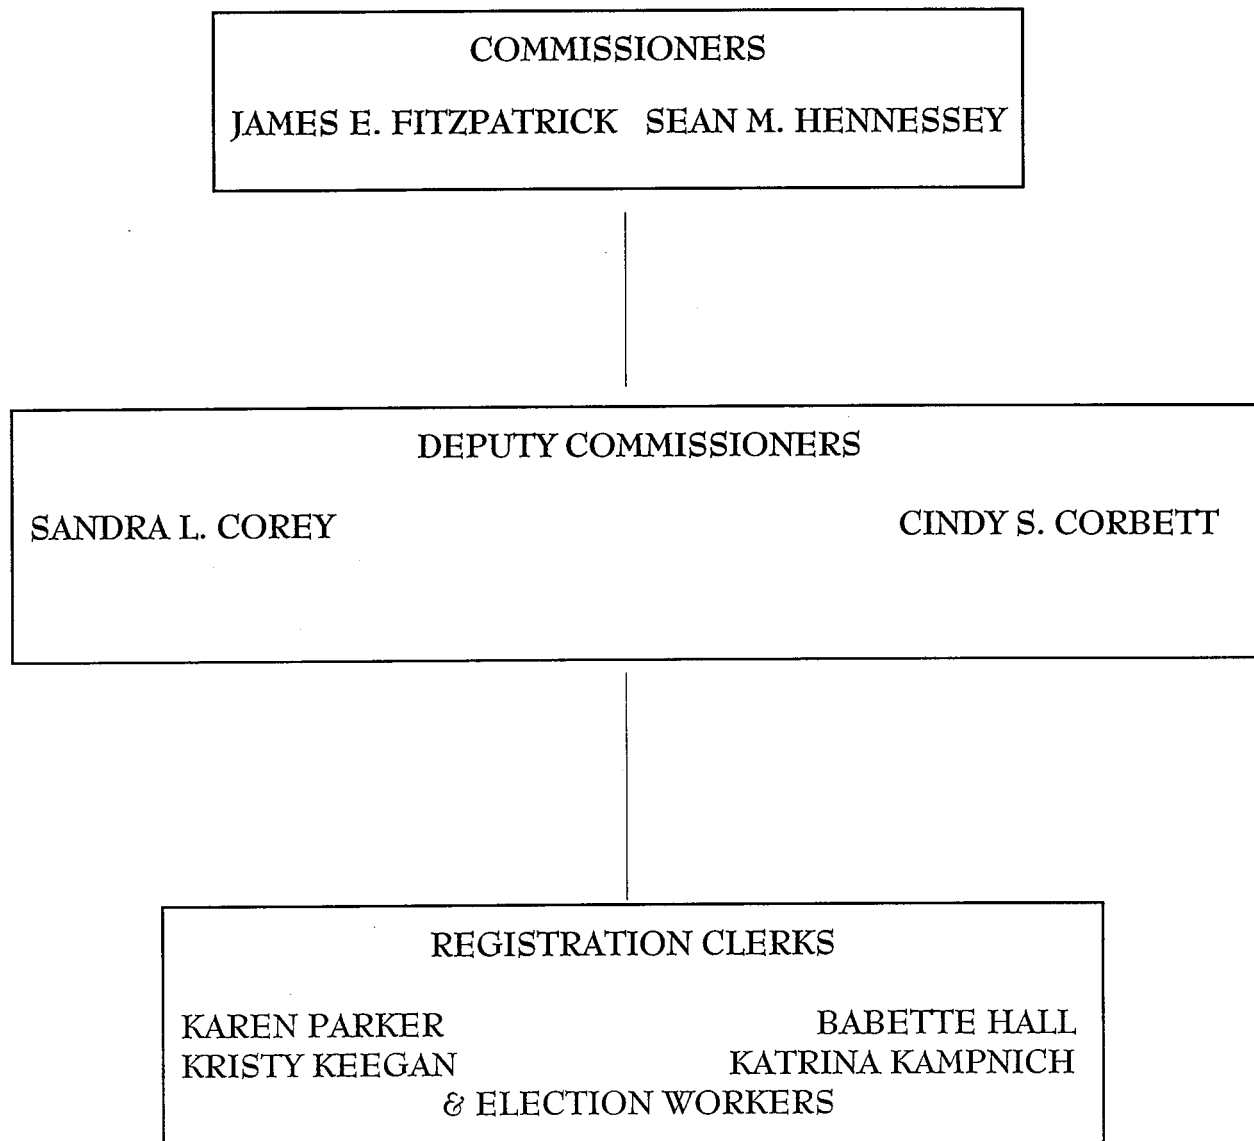 COMMISSIONERS
JAMES E. FITZPATRICK SEAN M. HENNESSEY
DEPUTY COMMISSIONERS
SANDRA L. COREY CINDY S. CORBETT
REGISTRATION CLERKS
KAREN PARKER BABETTE HALL
KRISTY KEEGAN KATRINA KAMPNICH
& ELECTION WORKERS